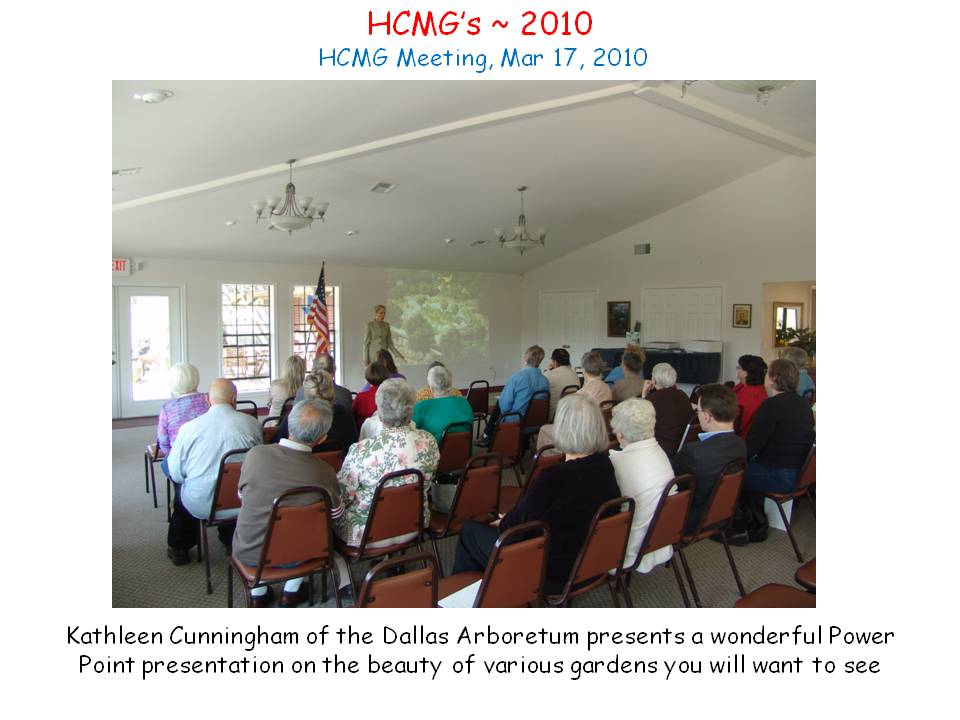 HCMG's ~ 2010
HCMG Meeting, Mar 17, 2010
EXIT
Kathleen Cunningham of the Dallas Arboretum presents a wonderful Power
Point presentation on the beauty of various gardens you will want to see